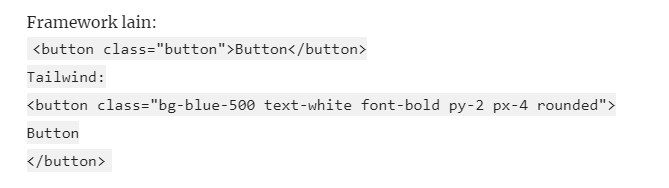 Framework lain:
<button class="button">Button</button>
Tailwind:
<button class="bg-blue-500 text-white font-bold py-2 px-4 rounded">
Button
</button>